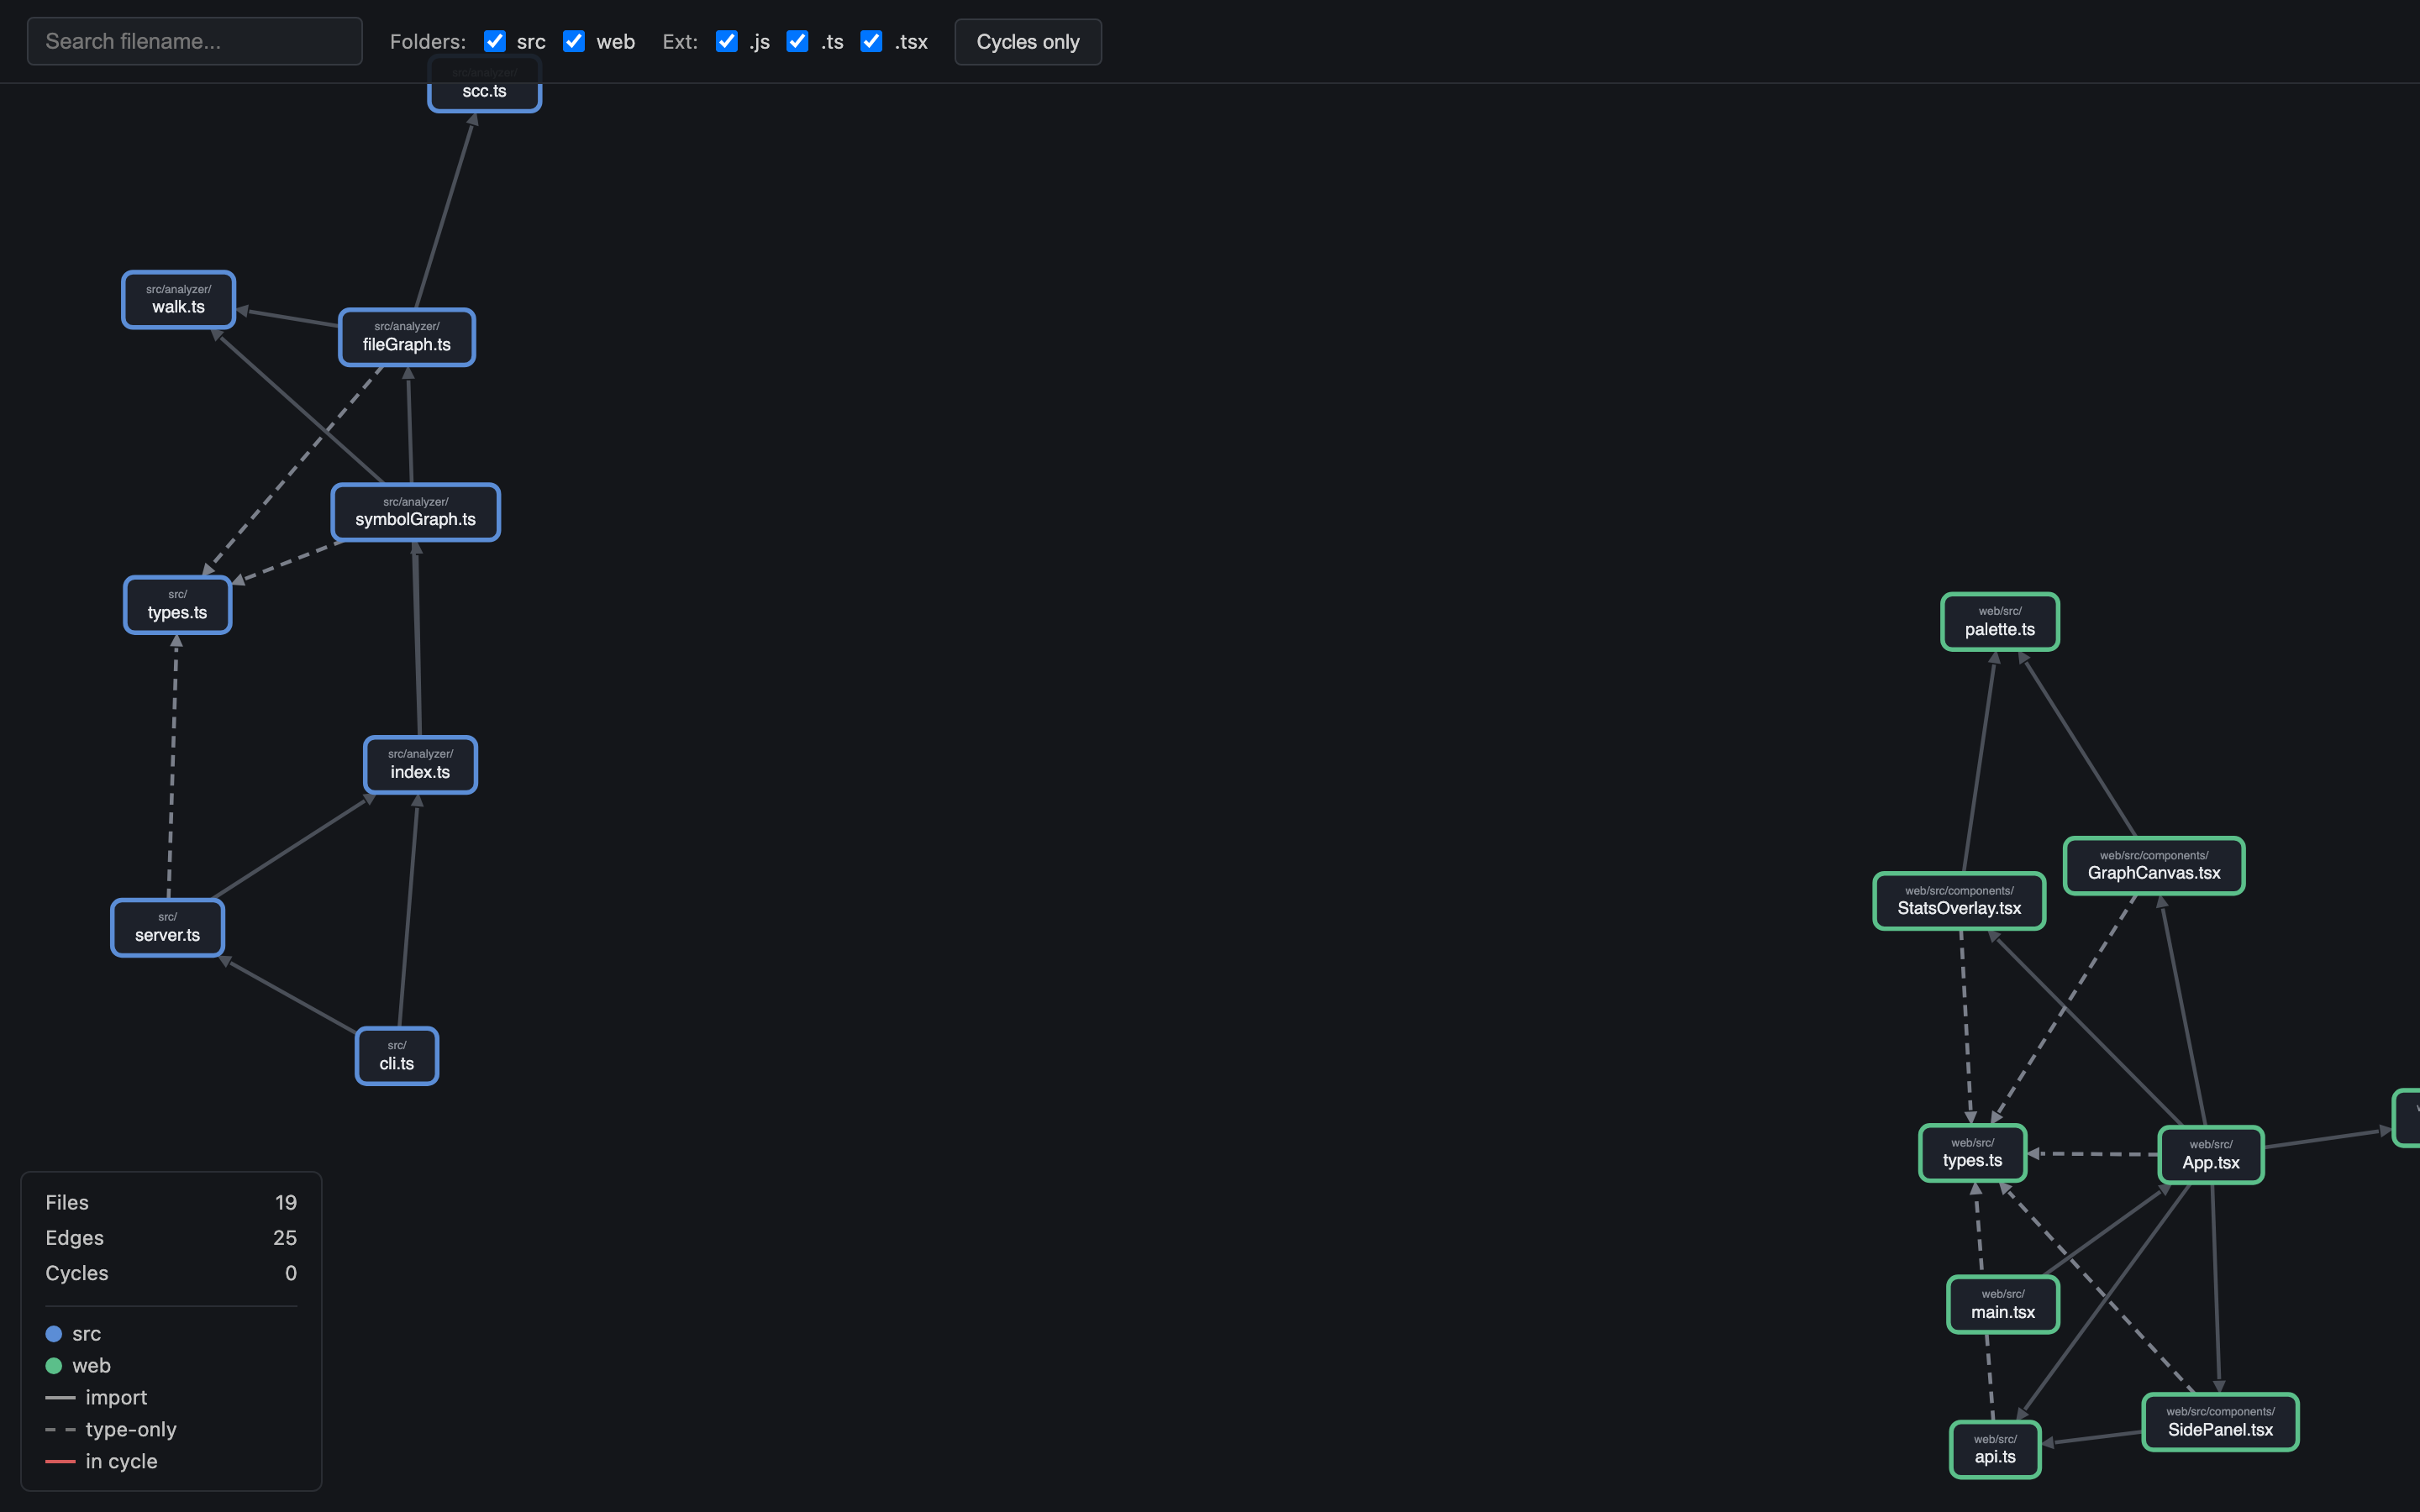 Search filename...
Folders: src web Ext: .js .ts .tsx Cycles only
src/analyzer/
scc.ts
src/analyzer/
walk.ts
src/analyzer/
fileGraph.ts
src/analyzer/
symbolGraph.ts
src/
types.ts
src/analyzer/
index.ts
src/
server.ts
src/
cli.ts
web/src/
palette.ts
web/src/components/
GraphCanvas.tsx
web/src/components/
StatsOverlay.tsx
web/src/
types.ts
web/src/
App.tsx
web/src/
main.tsx
web/src/components/
SidePanel.tsx
web/src/
api.ts
Files 19
Edges 25
Cycles 0
src
web
import
type-only
in cycle